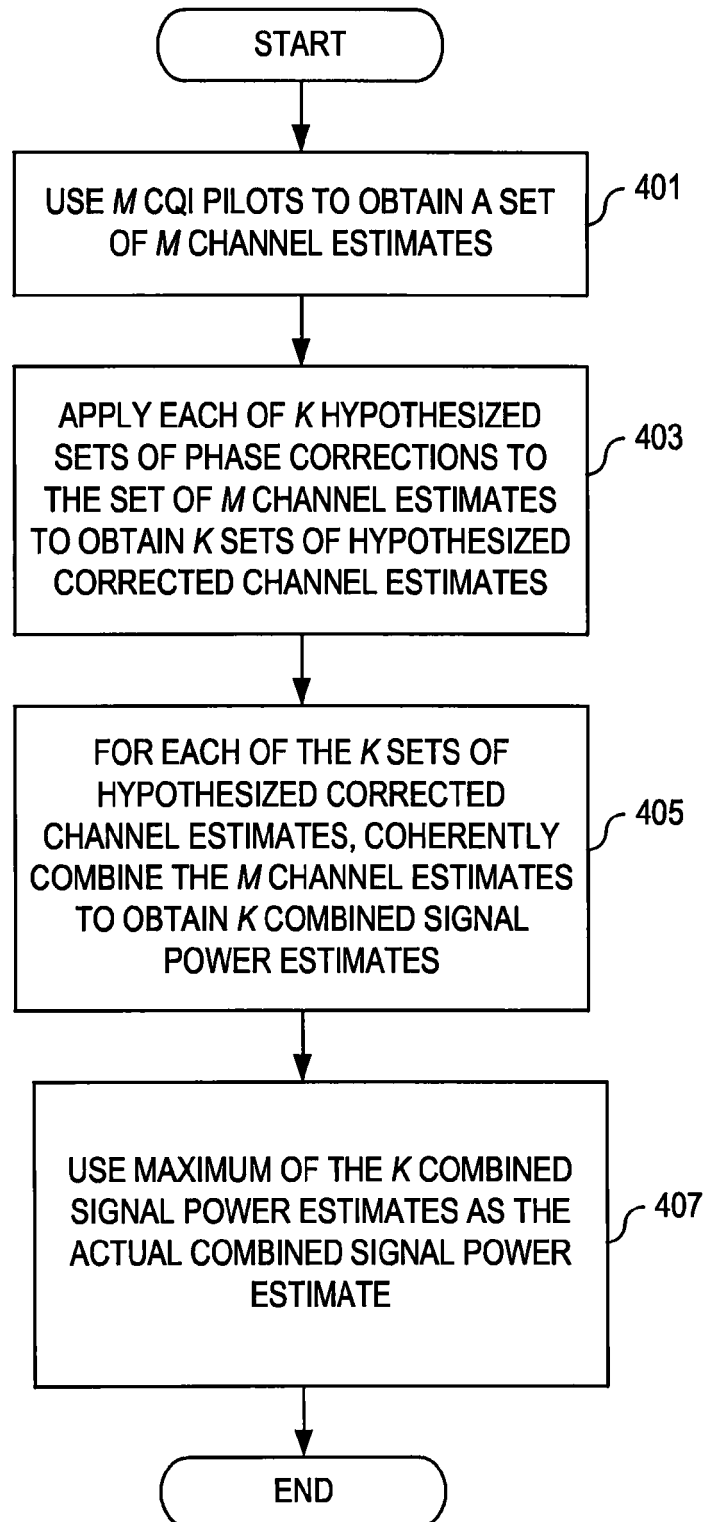 START
USE M CQI PILOTS TO OBTAIN A SET
OF M CHANNEL ESTIMATES
401
APPLY EACH OF K HYPOTHESIZED
SETS OF PHASE CORRECTIONS TO
THE SET OF M CHANNEL ESTIMATES
TO OBTAIN K SETS OF HYPOTHESIZED
CORRECTED CHANNEL ESTIMATES
403
FOR EACH OF THE K SETS OF
HYPOTHESIZED CORRECTED
CHANNEL ESTIMATES, COHERENTLY
COMBINE THE M CHANNEL ESTIMATES
TO OBTAIN K COMBINED SIGNAL
POWER ESTIMATES
405
USE MAXIMUM OF THE K COMBINED
SIGNAL POWER ESTIMATES AS THE
ACTUAL COMBINED SIGNAL POWER
ESTIMATE
407
END